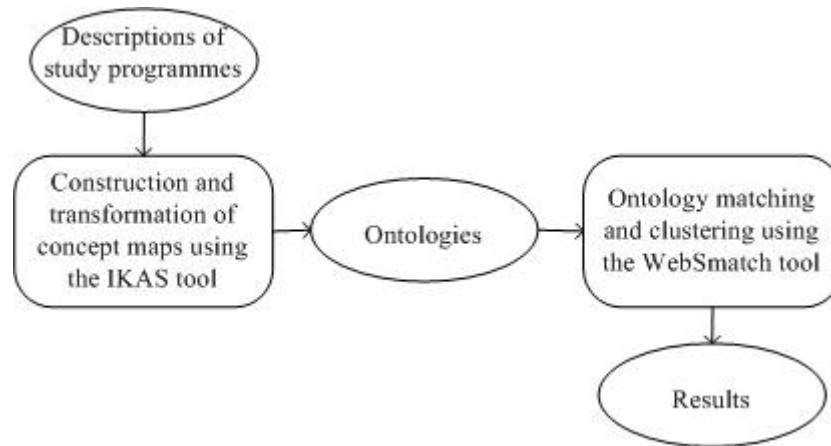 Descriptions of
study programmes
Construction and
transformation of
concept maps using
the IKAS tool
Ontologies
Ontology matching
and clustering using
the WebSmatch tool
Results